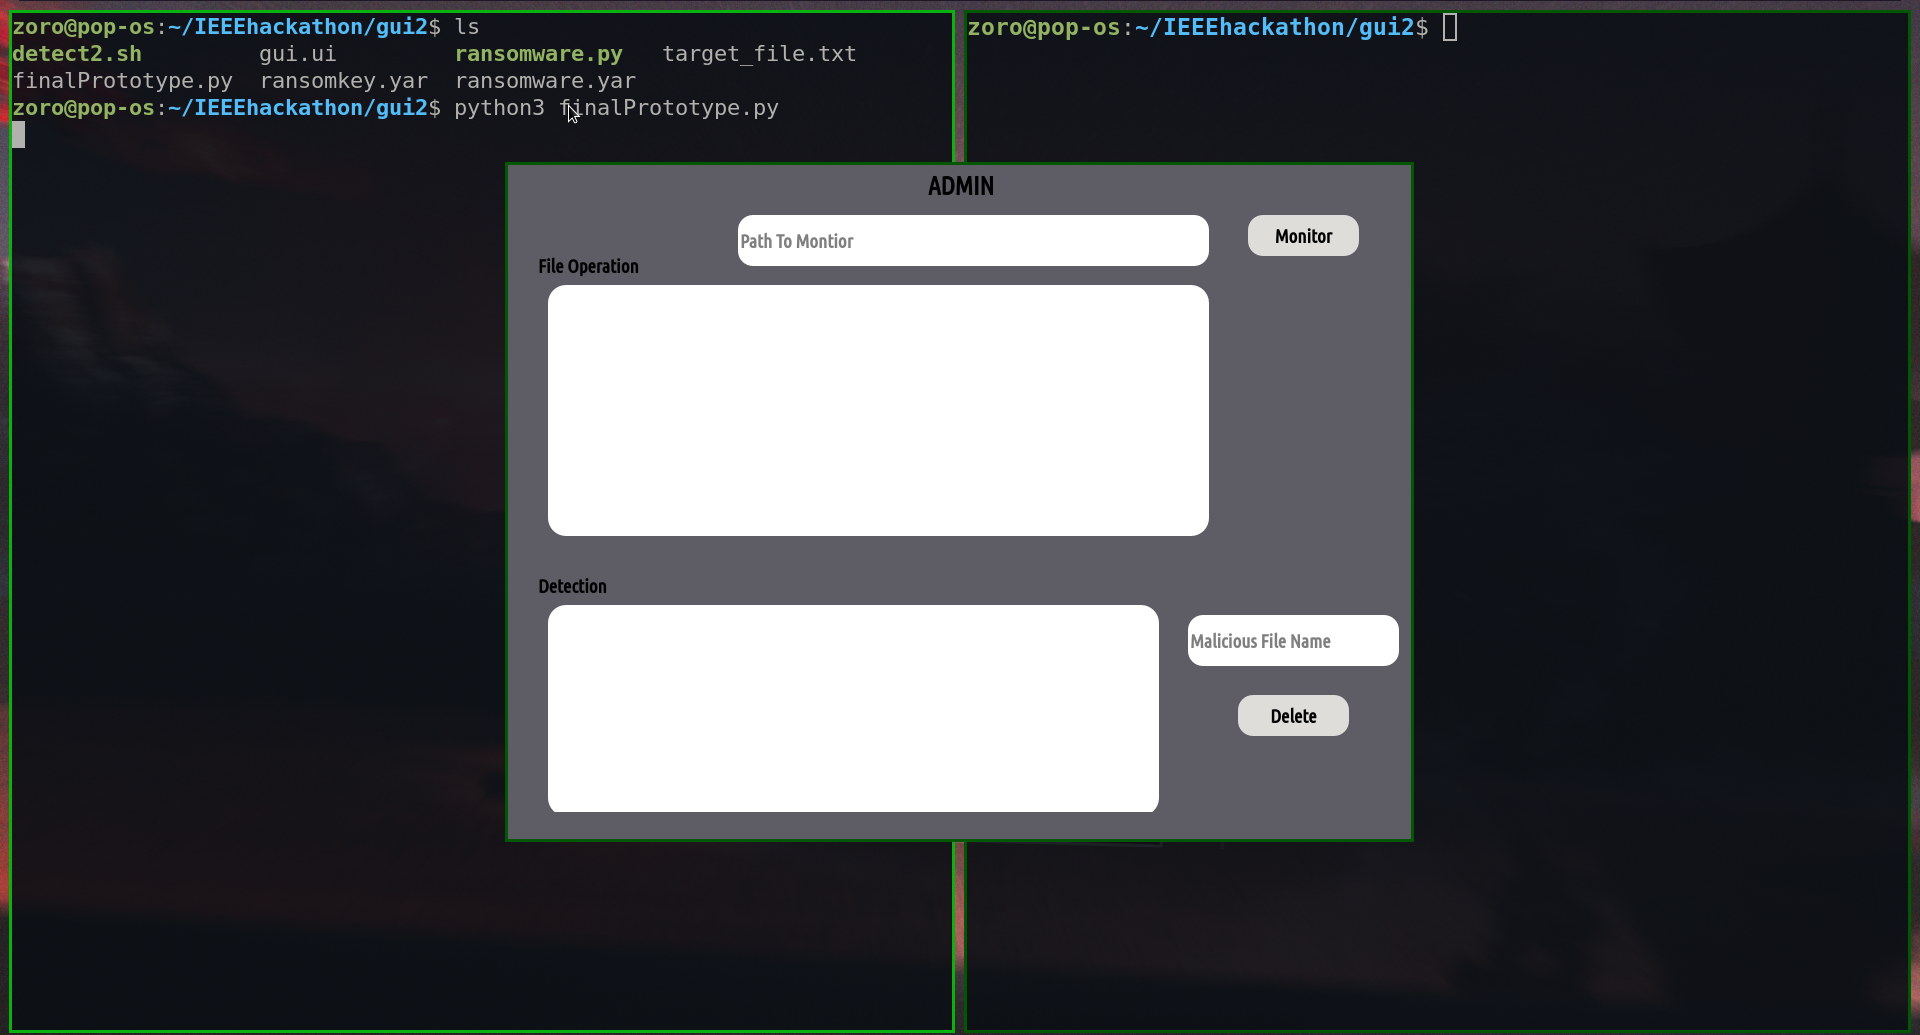 zoro@pop-os:~/IEEEhackathon/gui2$ ls
detect2.sh gui.ui ransomware.py target_file.txt
finalPrototype.py ransomkey.yar ransomware.yar
zoro@pop-os:~/IEEEhackathon/gui2$ python3 finalPrototype.py
zoro@pop-os:~/IEEEhackathon/gui2$
ADMIN
Path To Montior
Monitor
File Operation
Detection
Malicious File Name
Delete